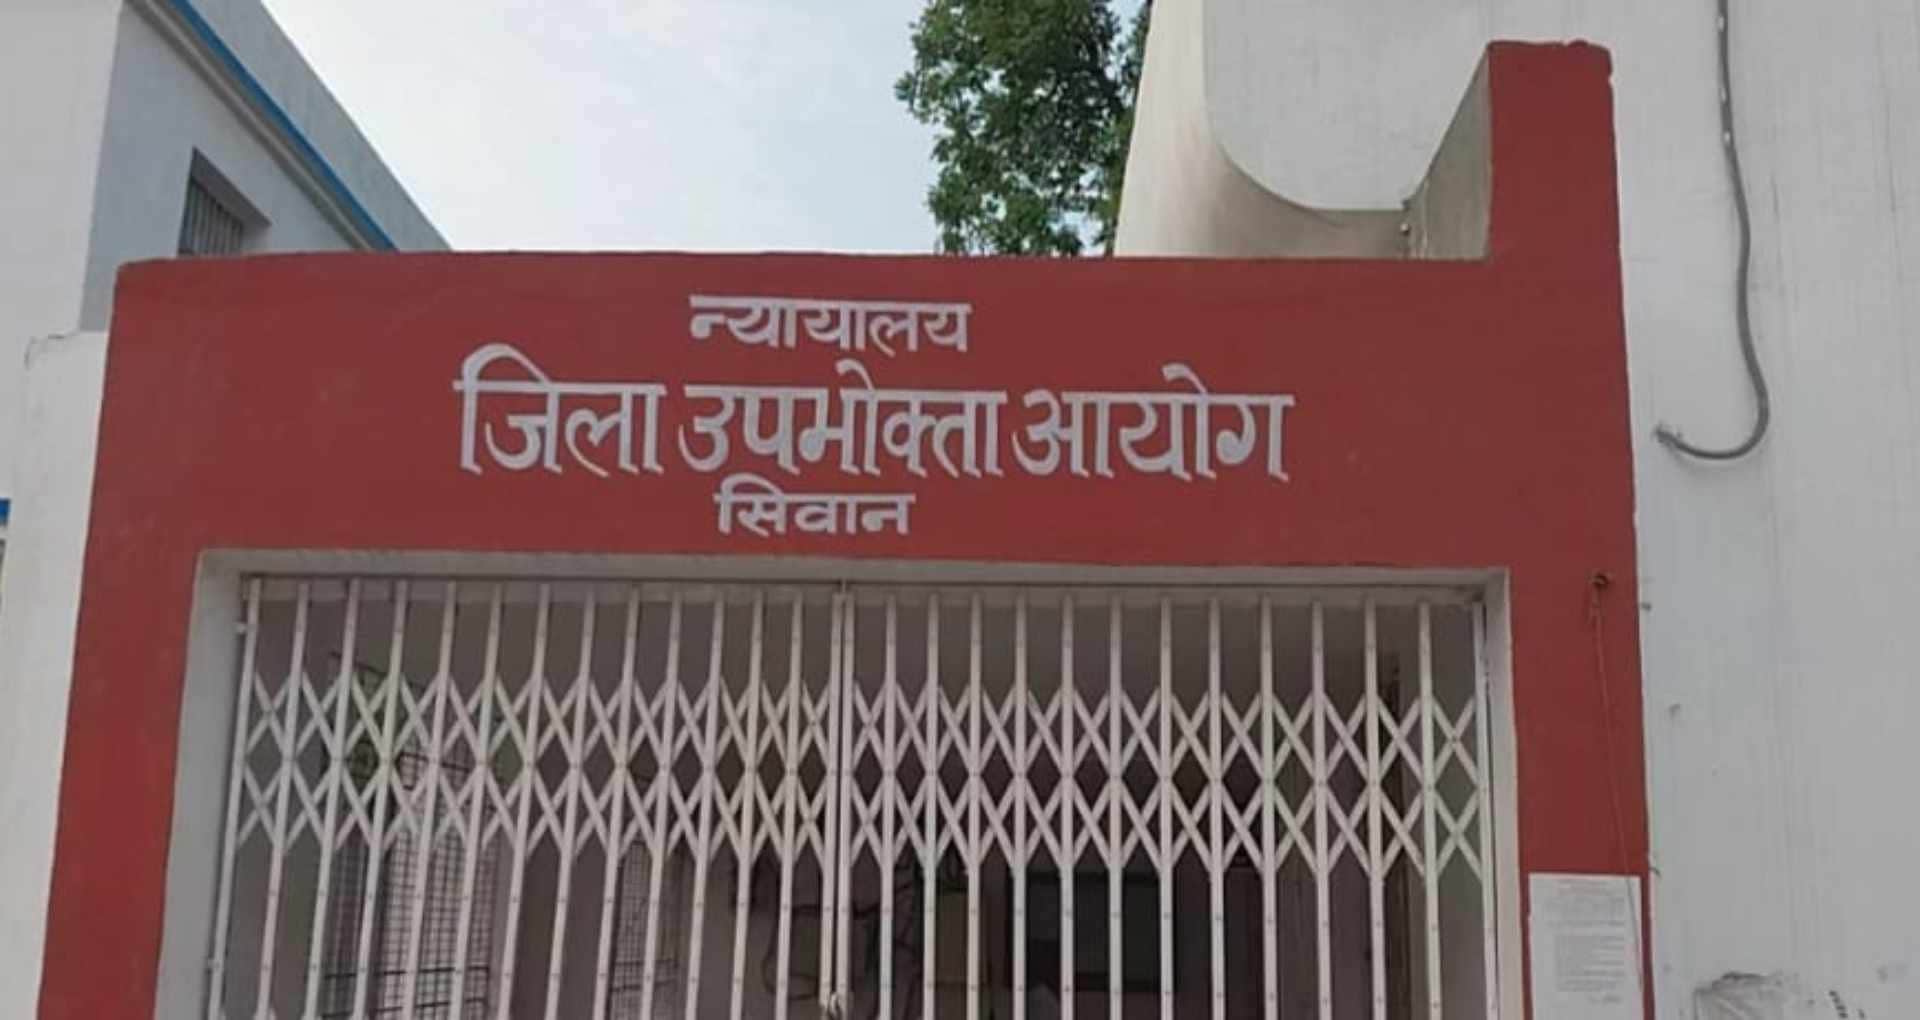 न्यायालय
जिला उपभोक्ता आयोग
सिवान